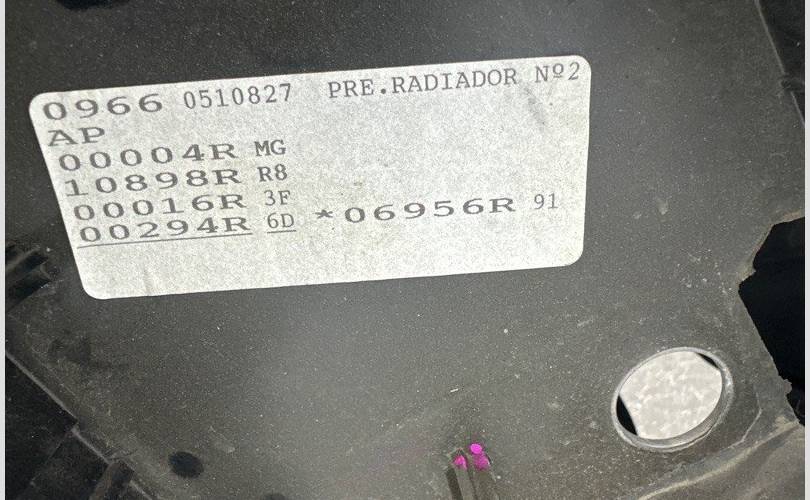 0966 0510827 PRE.RADIADOR Nº2
AP
00004R MG
10898R R8
00016R 3F
00294R 6D *06956R 91